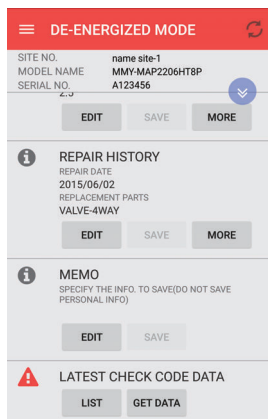 DE-ENERGIZED MODE
SITE NO. name site-1
MODEL NAME MMY-MAP2206HT8P
SERIAL NO. A123456
2.5
EDIT SAVE MORE
REPAIR HISTORY
REPAIR DATE
2015/06/02
REPLACEMENT PARTS
VALVE-4WAY
EDIT SAVE MORE
MEMO
SPECIFY THE INFO. TO SAVE(DO NOT SAVE
PERSONAL INFO)
EDIT SAVE
LATEST CHECK CODE DATA
LIST GET DATA